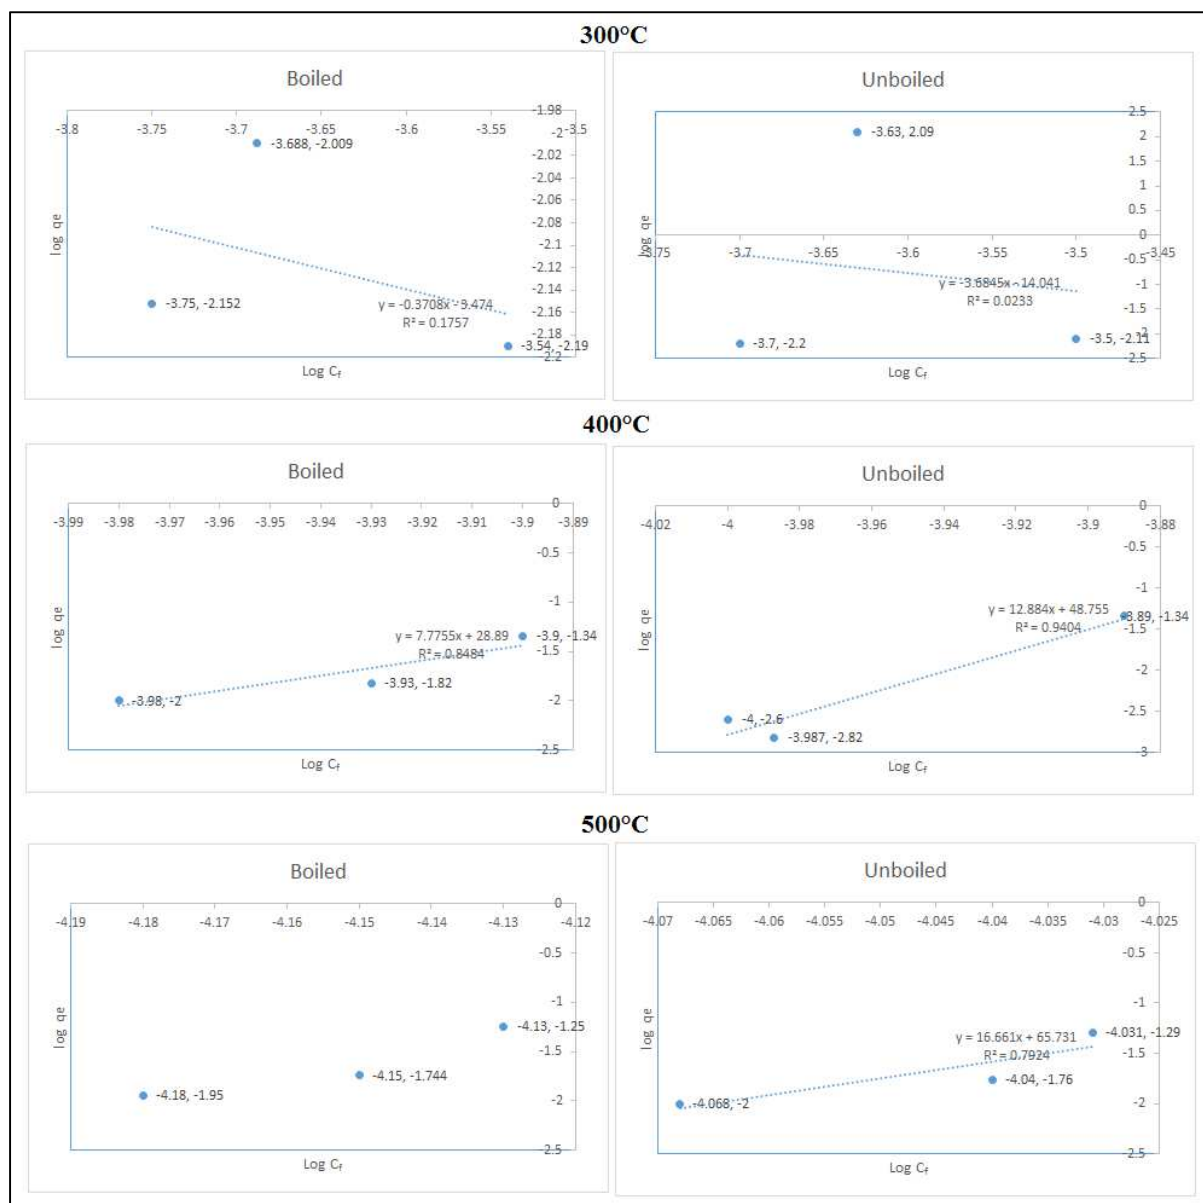 300°C
Boiled
-3.8 -3.75 -3.7 -3.65 -3.6 -3.55 -3.5
-1.98
-2
-2.02
-2.04
-2.06
-2.08
-2.1
-2.12
-2.14
-2.16
-2.18
-2.2
-3.688, -2.009
-3.75, -2.152
y = -0.3708x - 3.474
R² = 0.1757
-3.54, -2.19
log qe
Log Cf
Unboiled
2.5
2
1.5
1
0.5
0
-0.5
-1
-1.5
-2
-2.5
-3.63, 2.09
-3.75 -3.7 -3.65 -3.6 -3.55 -3.5 -3.45
y = -3.6845x - 14.041
R² = 0.0233
-3.7, -2.2
-3.5, -2.11
log qe
Log Cf
400°C
Boiled
0
-3.99 -3.98 -3.97 -3.96 -3.95 -3.94 -3.93 -3.92 -3.91 -3.9 -3.89
-0.5
-1
-1.5
-2
-2.5
y = 7.7755x + 28.89
R² = 0.8484
-3.9, -1.34
-3.93, -1.82
-3.98, -2
log qe
Log Cf
Unboiled
0
-4.02 -4 -3.98 -3.96 -3.94 -3.92 -3.9 -3.88
-0.5
-1
-1.5
-2
-2.5
-3
y = 12.884x + 48.755
R² = 0.9404
-3.89, -1.34
-4, -2.6
-3.987, -2.82
log qe
Log Cf
500°C
Boiled
0
-4.19 -4.18 -4.17 -4.16 -4.15 -4.14 -4.13 -4.12
-0.5
-1
-1.5
-2
-2.5
-4.13, -1.25
-4.15, -1.744
-4.18, -1.95
log qe
Log Cf
Unboiled
0
-4.07 -4.065 -4.06 -4.055 -4.05 -4.045 -4.04 -4.035 -4.03 -4.025
-0.5
-1
-1.5
-2
-2.5
y = 16.661x + 65.731
R² = 0.7924
-4.031, -1.29
-4.04, -1.76
-4.068, -2
log qe
Log Cf